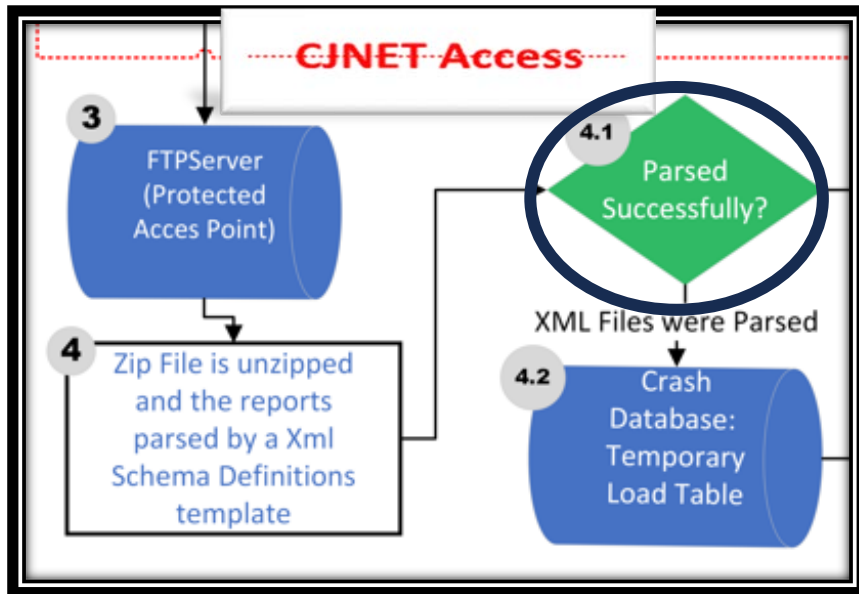 CJNET Access
3
FTPServer
(Protected
Acces Point)
4
Zip File is unzipped
and the reports
parsed by a Xml
Schema Definitions
template
4.1
Parsed
Successfully?
XML Files were Parsed
4.2
Crash
Database:
Temporary
Load Table